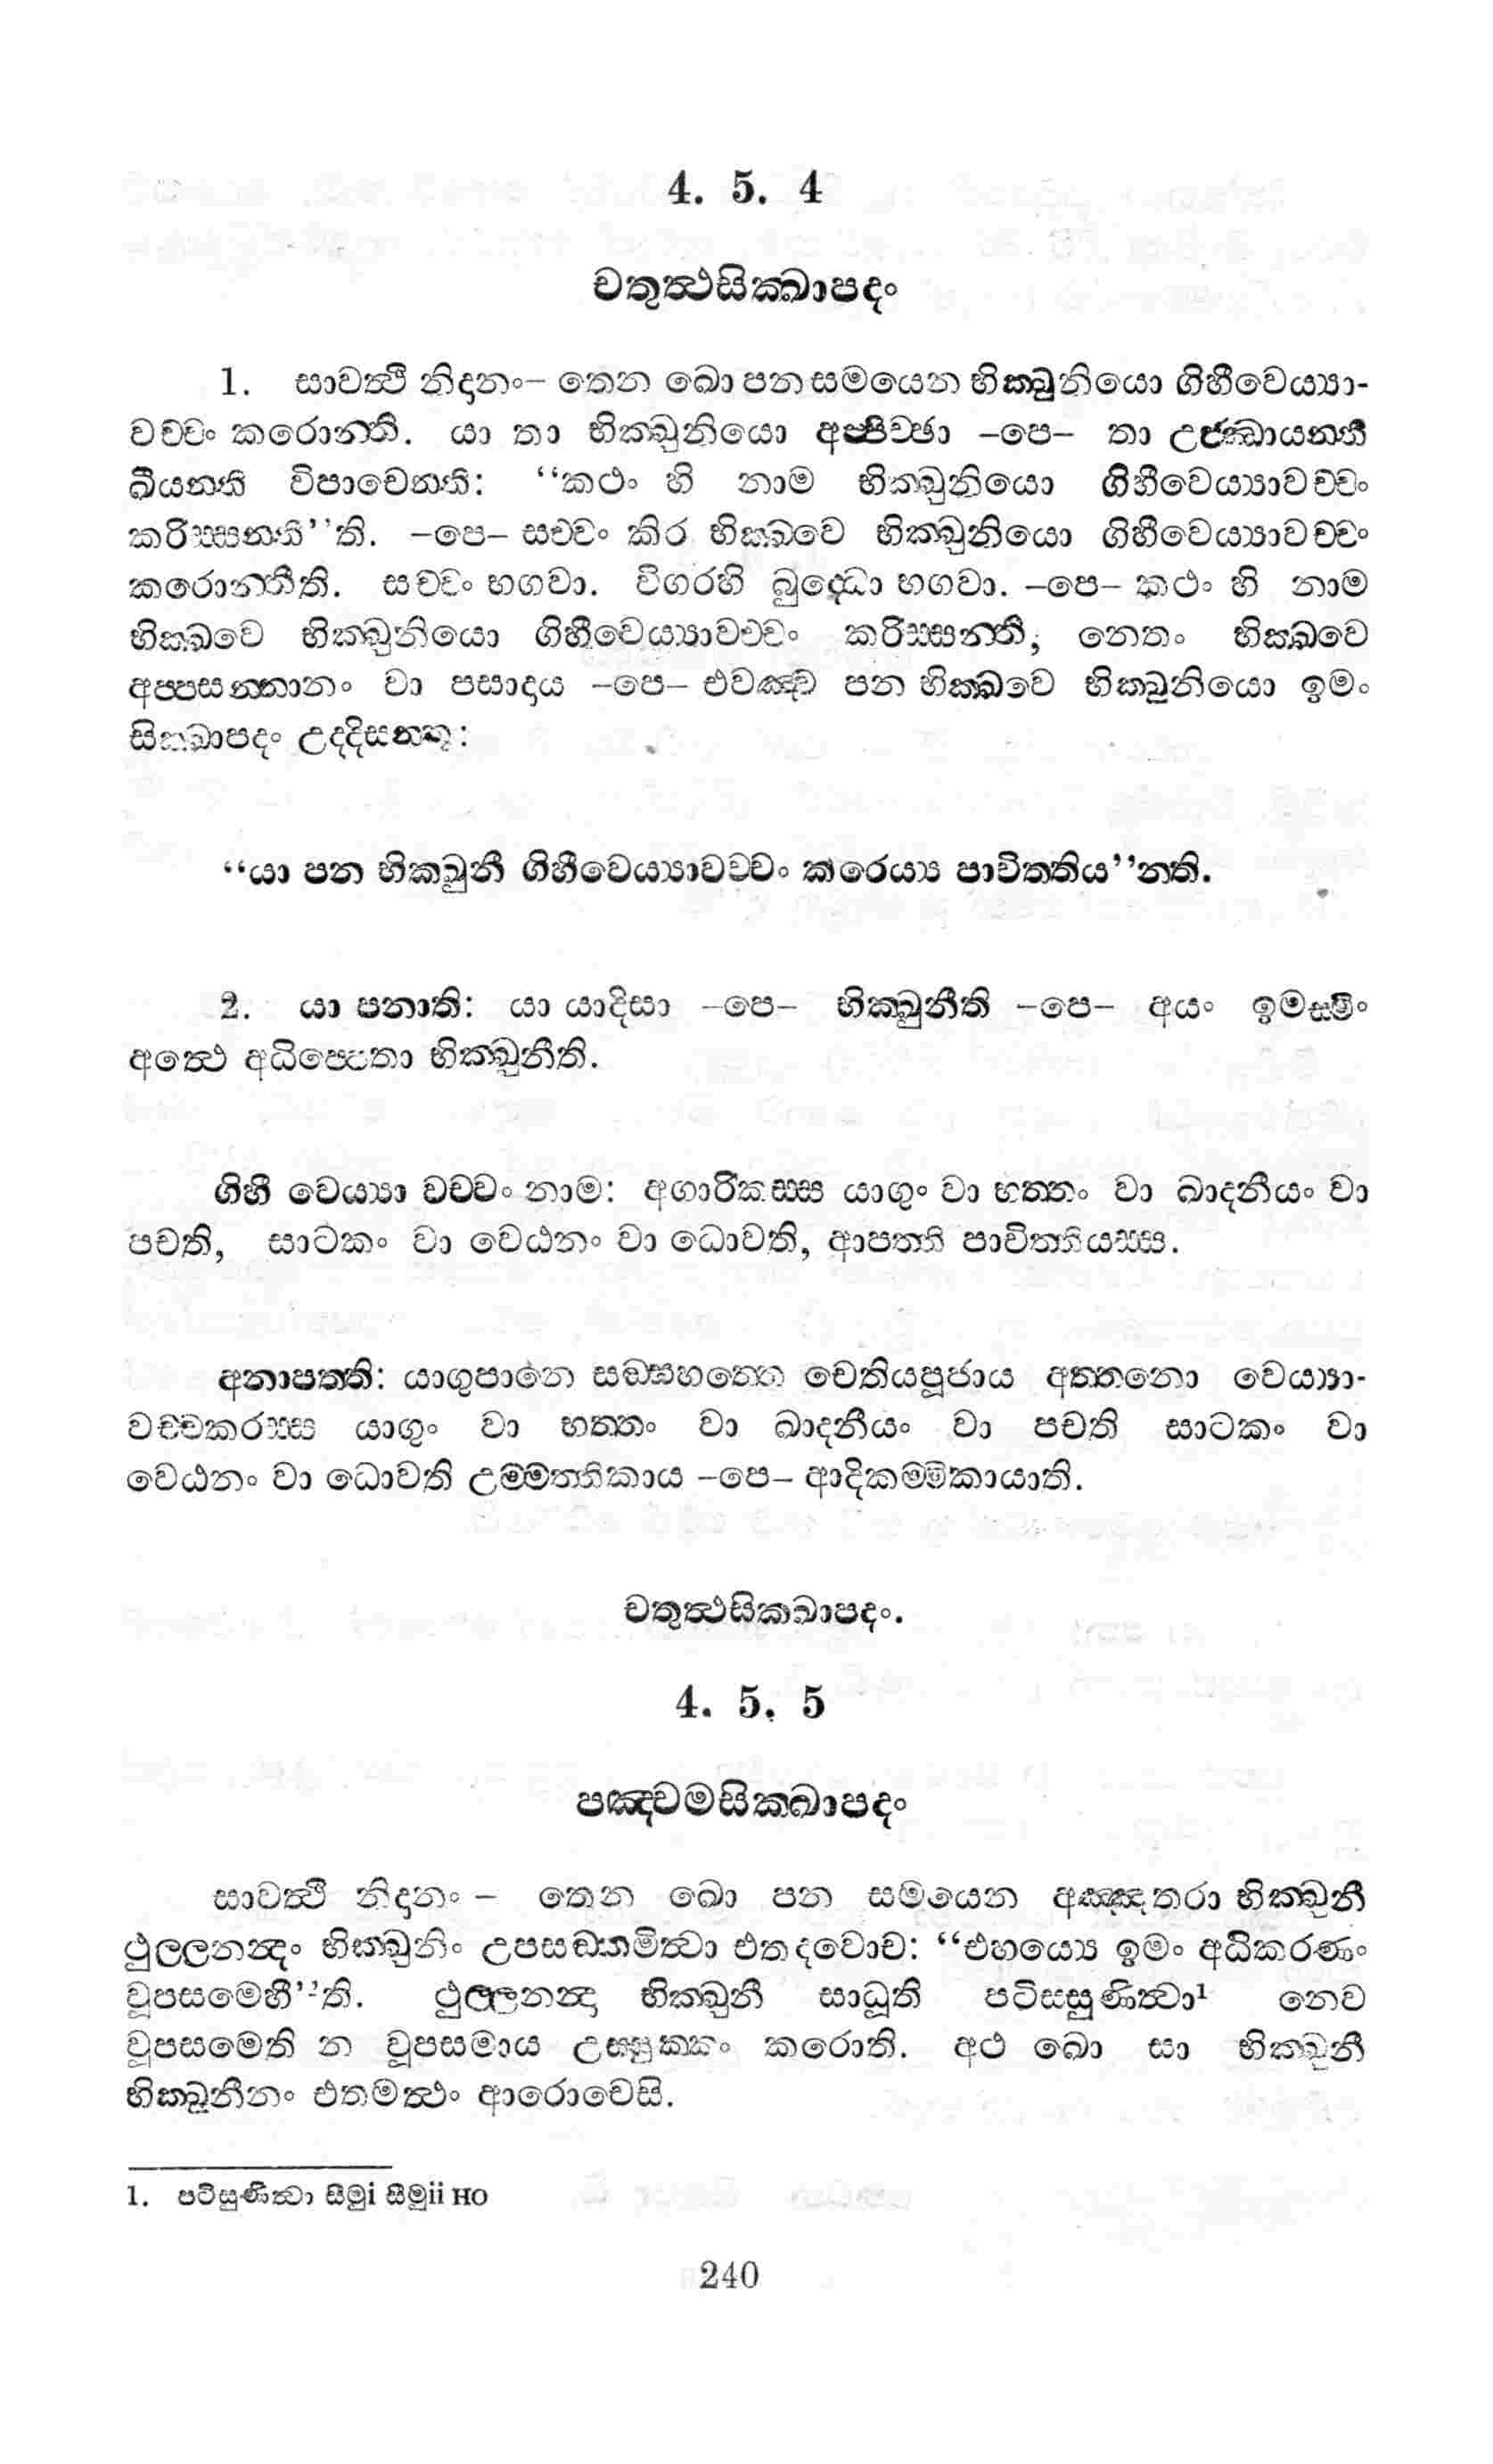 4. 5. 4
චතුත්‍ථසික්‍ඛාපදං
1. සාවත්‍ථි නිදානං– තෙන ඛො පන සමයෙන භික්‍ඛුනියො ගිහීවෙය්‍යා-
වච්චං කරොන්ති. යා තා භික්‍ඛුනියො අප්පිච්ඡා –පෙ– තා උජ්ඣායන්ති
ඛීයන්ති විපාචෙන්ති: “කථං හි නාම භික්‍ඛුනියො ගිහීවෙය්‍යාවච්චං
කරිස්සන්ති”ති. –පෙ– සච්චං කිර භික්‍ඛවෙ භික්‍ඛුනියො ගිහීවෙය්‍යාවච්චං
කරොන්තීති. සච්චං භගවා. විගරහි බුද්ධො භගවා. –පෙ– කථං හි නාම
භික්‍ඛවෙ භික්‍ඛුනියො ගිහීවෙය්‍යාවච්චං කරිස්සන්ති, නෙතං භික්‍ඛවෙ
අප්පසන්නානං වා පසාදාය –පෙ– එවඤ්ච පන භික්‍ඛවෙ භික්‍ඛුනියො ඉමං
සික්‍ඛාපදං උද්දිසන්තු:
“යා පන භික්‍ඛුනී ගිහීවෙය්‍යාවච්චං කරෙය්‍ය පාචිත්තිය”න්ති.
2. යා පනාති: යා යාදිසා –පෙ– භික්‍ඛුනීති –පෙ– අයං ඉමස්මිං
අත්‍ථෙ අධිප්පෙතා භික්‍ඛුනීති.
ගිහී වෙය්‍යා වච්චං නාම: අගාරිකස්ස යාගුං වා භත්තං වා ඛාදනීයං වා
පචති, සාටකං වා වෙඨනං වා ධොවති, ආපත්ති පාචිත්තියස්ස.
අනාපත්ති: යාගුපානෙ සඞ්ඝභත්තෙ චෙතියපූජාය අත්තනො වෙය්‍යා-
වච්චකරස්ස යාගුං වා භත්තං වා ඛාදනීයං වා පචති සාටකං වා
වෙඨනං වා ධොවති උම්මත්තිකාය –පෙ– ආදිකම්මිකායාති.
චතුත්‍ථසික්‍ඛාපදං.
4. 5. 5
පඤ්චමසික්‍ඛාපදං
සාවත්‍ථි නිදානං – තෙන ඛො පන සමයෙන අඤ්ඤතරා භික්‍ඛුනී
ථුල්ලනන්‍දං භික්‍ඛුනිං උපසඞ්කමිත්‍වා එතදවොච: “එහය්‍යෙ ඉමං අධිකරණං
වූපසමෙහී”ති. ථුල්ලනන්‍දා භික්‍ඛුනී සාධූති පටිස්සුණිත්‍වා¹ නෙව
වූපසමෙති න වූපසමාය උස්සුක්කං කරොති. අථ ඛො සා භික්‍ඛුනී
භික්‍ඛුනීනං එතමත්‍ථං ආරොචෙසි.
1. පටිසුණිත්‍වා සීමුi සීමුii HO
240